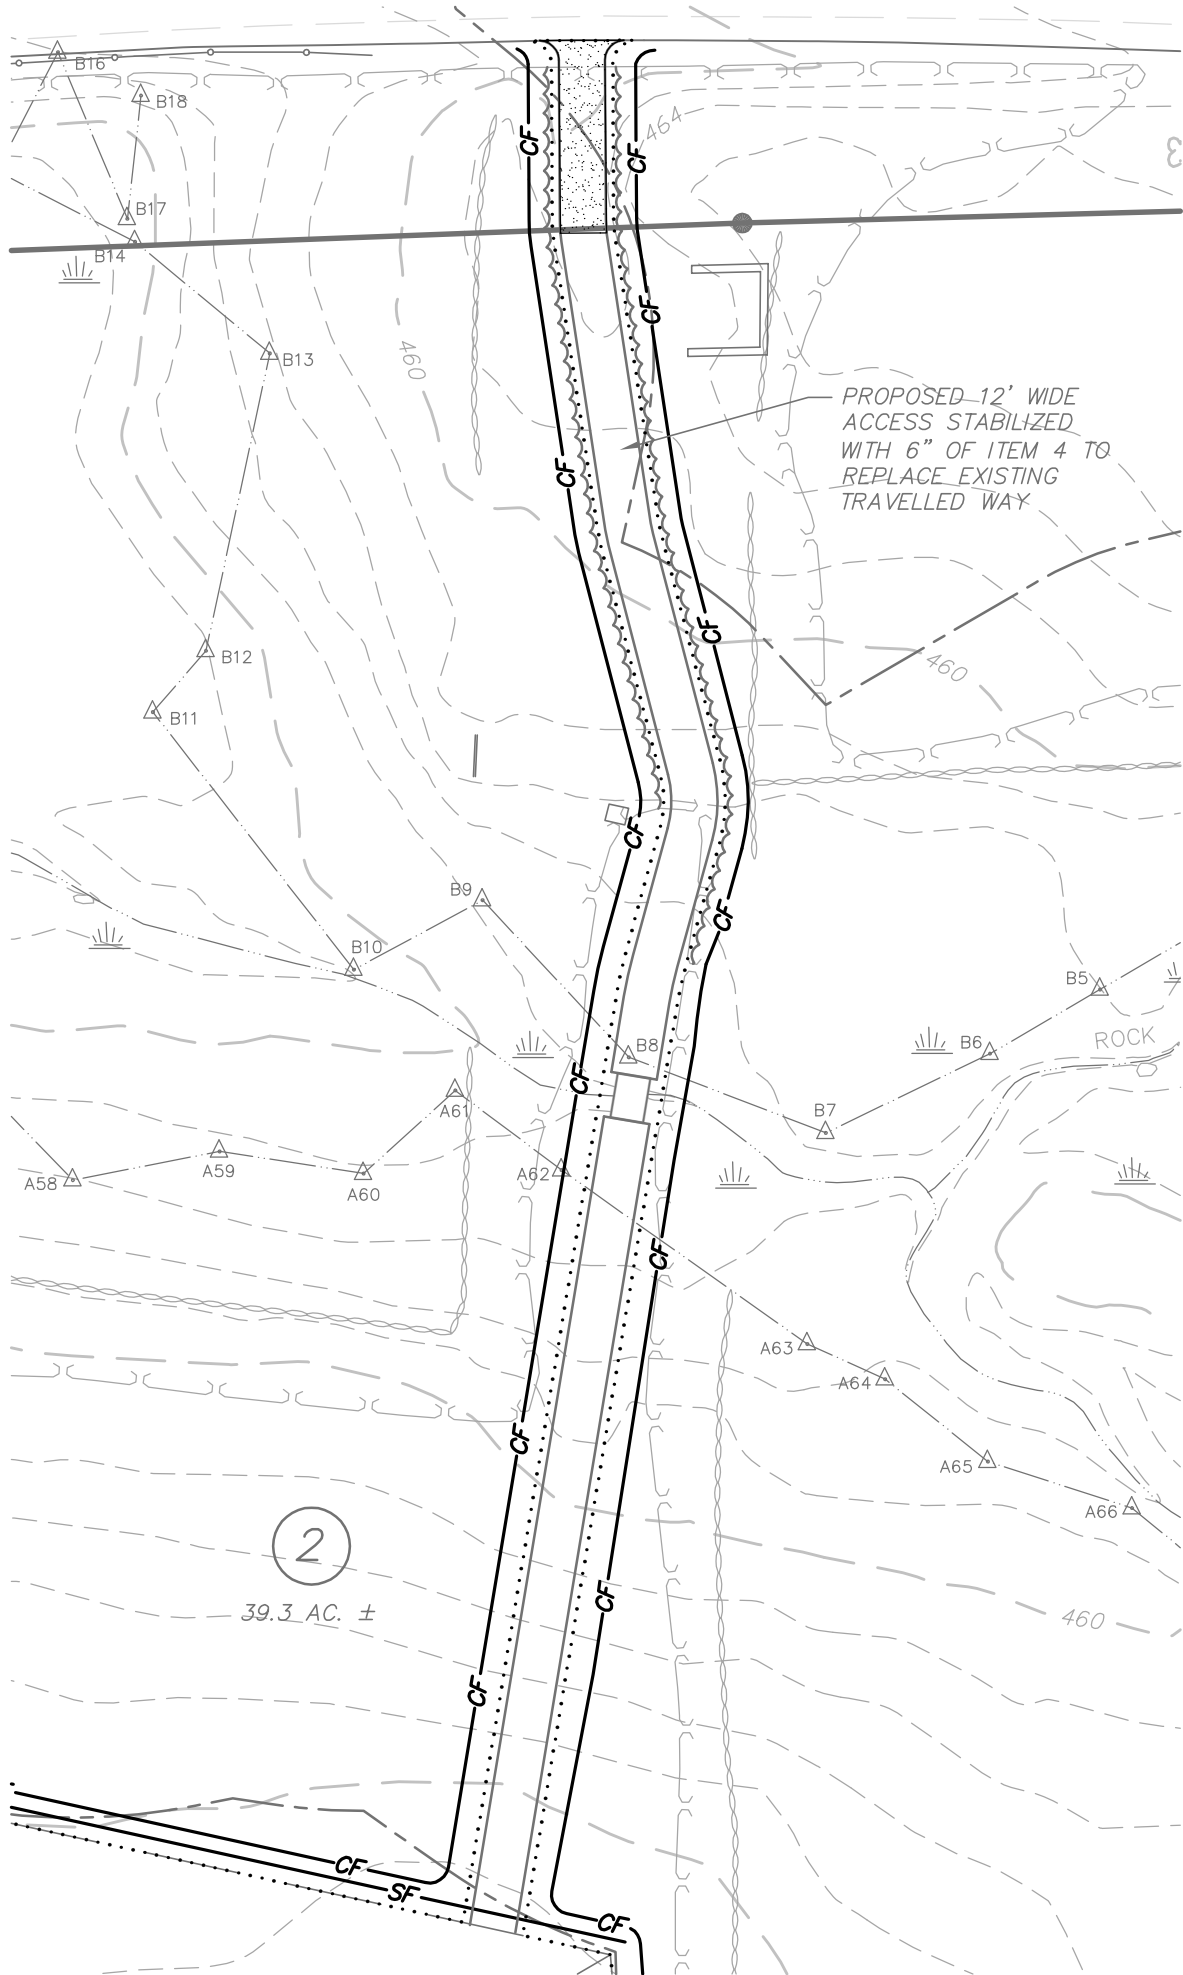 B16
B18
CF
464
CF
B17
B14
CF
B13
460
PROPOSED 12' WIDE
ACCESS STABILIZED
WITH 6" OF ITEM 4 TO
REPLACE EXISTING
TRAVELLED WAY
CF
CF
B12
460
B11
CF
B9
CF
B10
B5
ROCK
B6
B8
CF
A61
B7
A59
A62
A58
A60
CF
A63
A64
CF
A65
A66
2
CF
39.3 AC. ±
460
CF
CF
SF
CF